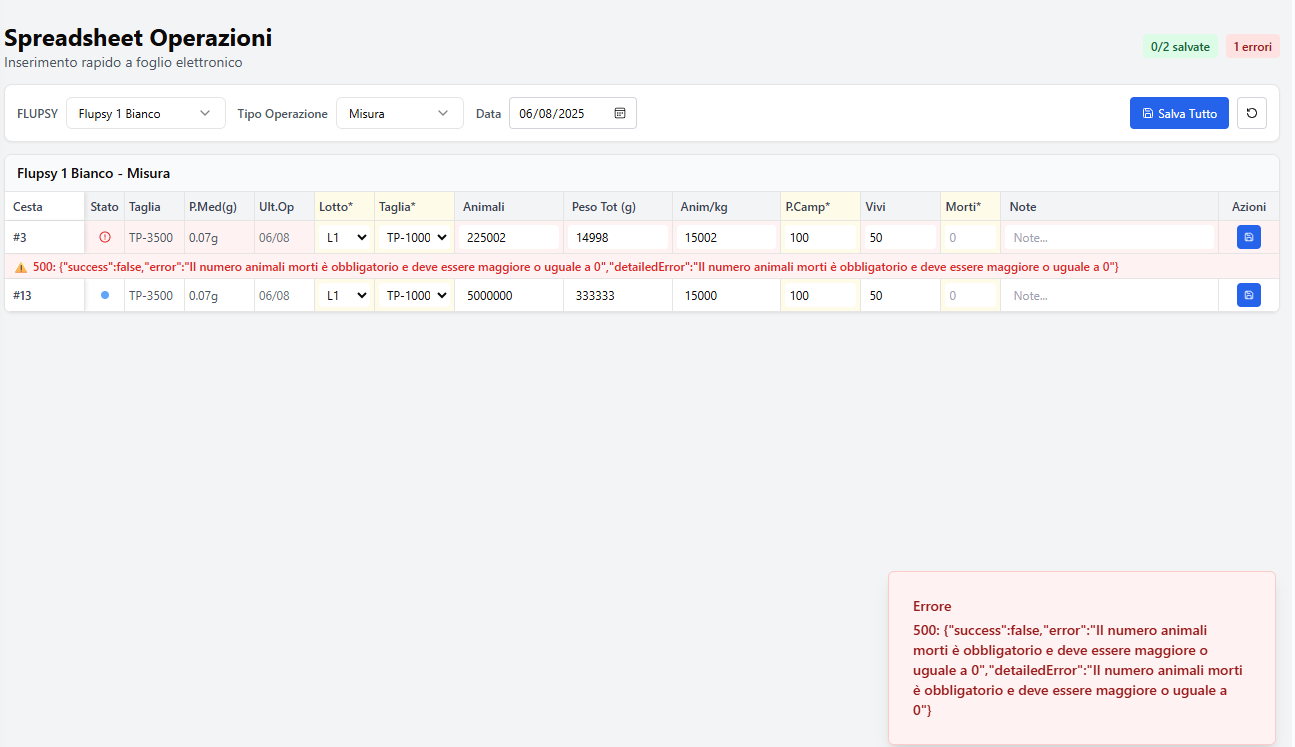 Spreadsheet Operazioni
Inserimento rapido a foglio elettronico
0/2 salvate 1 errori
FLUPSY Flupsy 1 Bianco Tipo Operazione Misura Data 06/08/2025 Salva Tutto
Flupsy 1 Bianco - Misura
Cesta Stato Taglia P.Med(g) Ult.Op Lotto* Taglia* Animali Peso Tot (g) Anim/kg P.Camp* Vivi Morti* Note Azioni
#3 TP-3500 0.07g 06/08 L1 TP-1000 225002 14998 15002 100 50 0 Note...
500: {"success":false,"error":"Il numero animali morti è obbligatorio e deve essere maggiore o uguale a 0","detailedError":"Il numero animali morti è obbligatorio e deve essere maggiore o uguale a 0"}
#13 TP-3500 0.07g 06/08 L1 TP-1000 5000000 333333 15000 100 50 0 Note...
Errore
500: {"success":false,"error":"Il numero animali
morti è obbligatorio e deve essere maggiore o
uguale a 0","detailedError":"Il numero animali morti
è obbligatorio e deve essere maggiore o uguale a
0"}